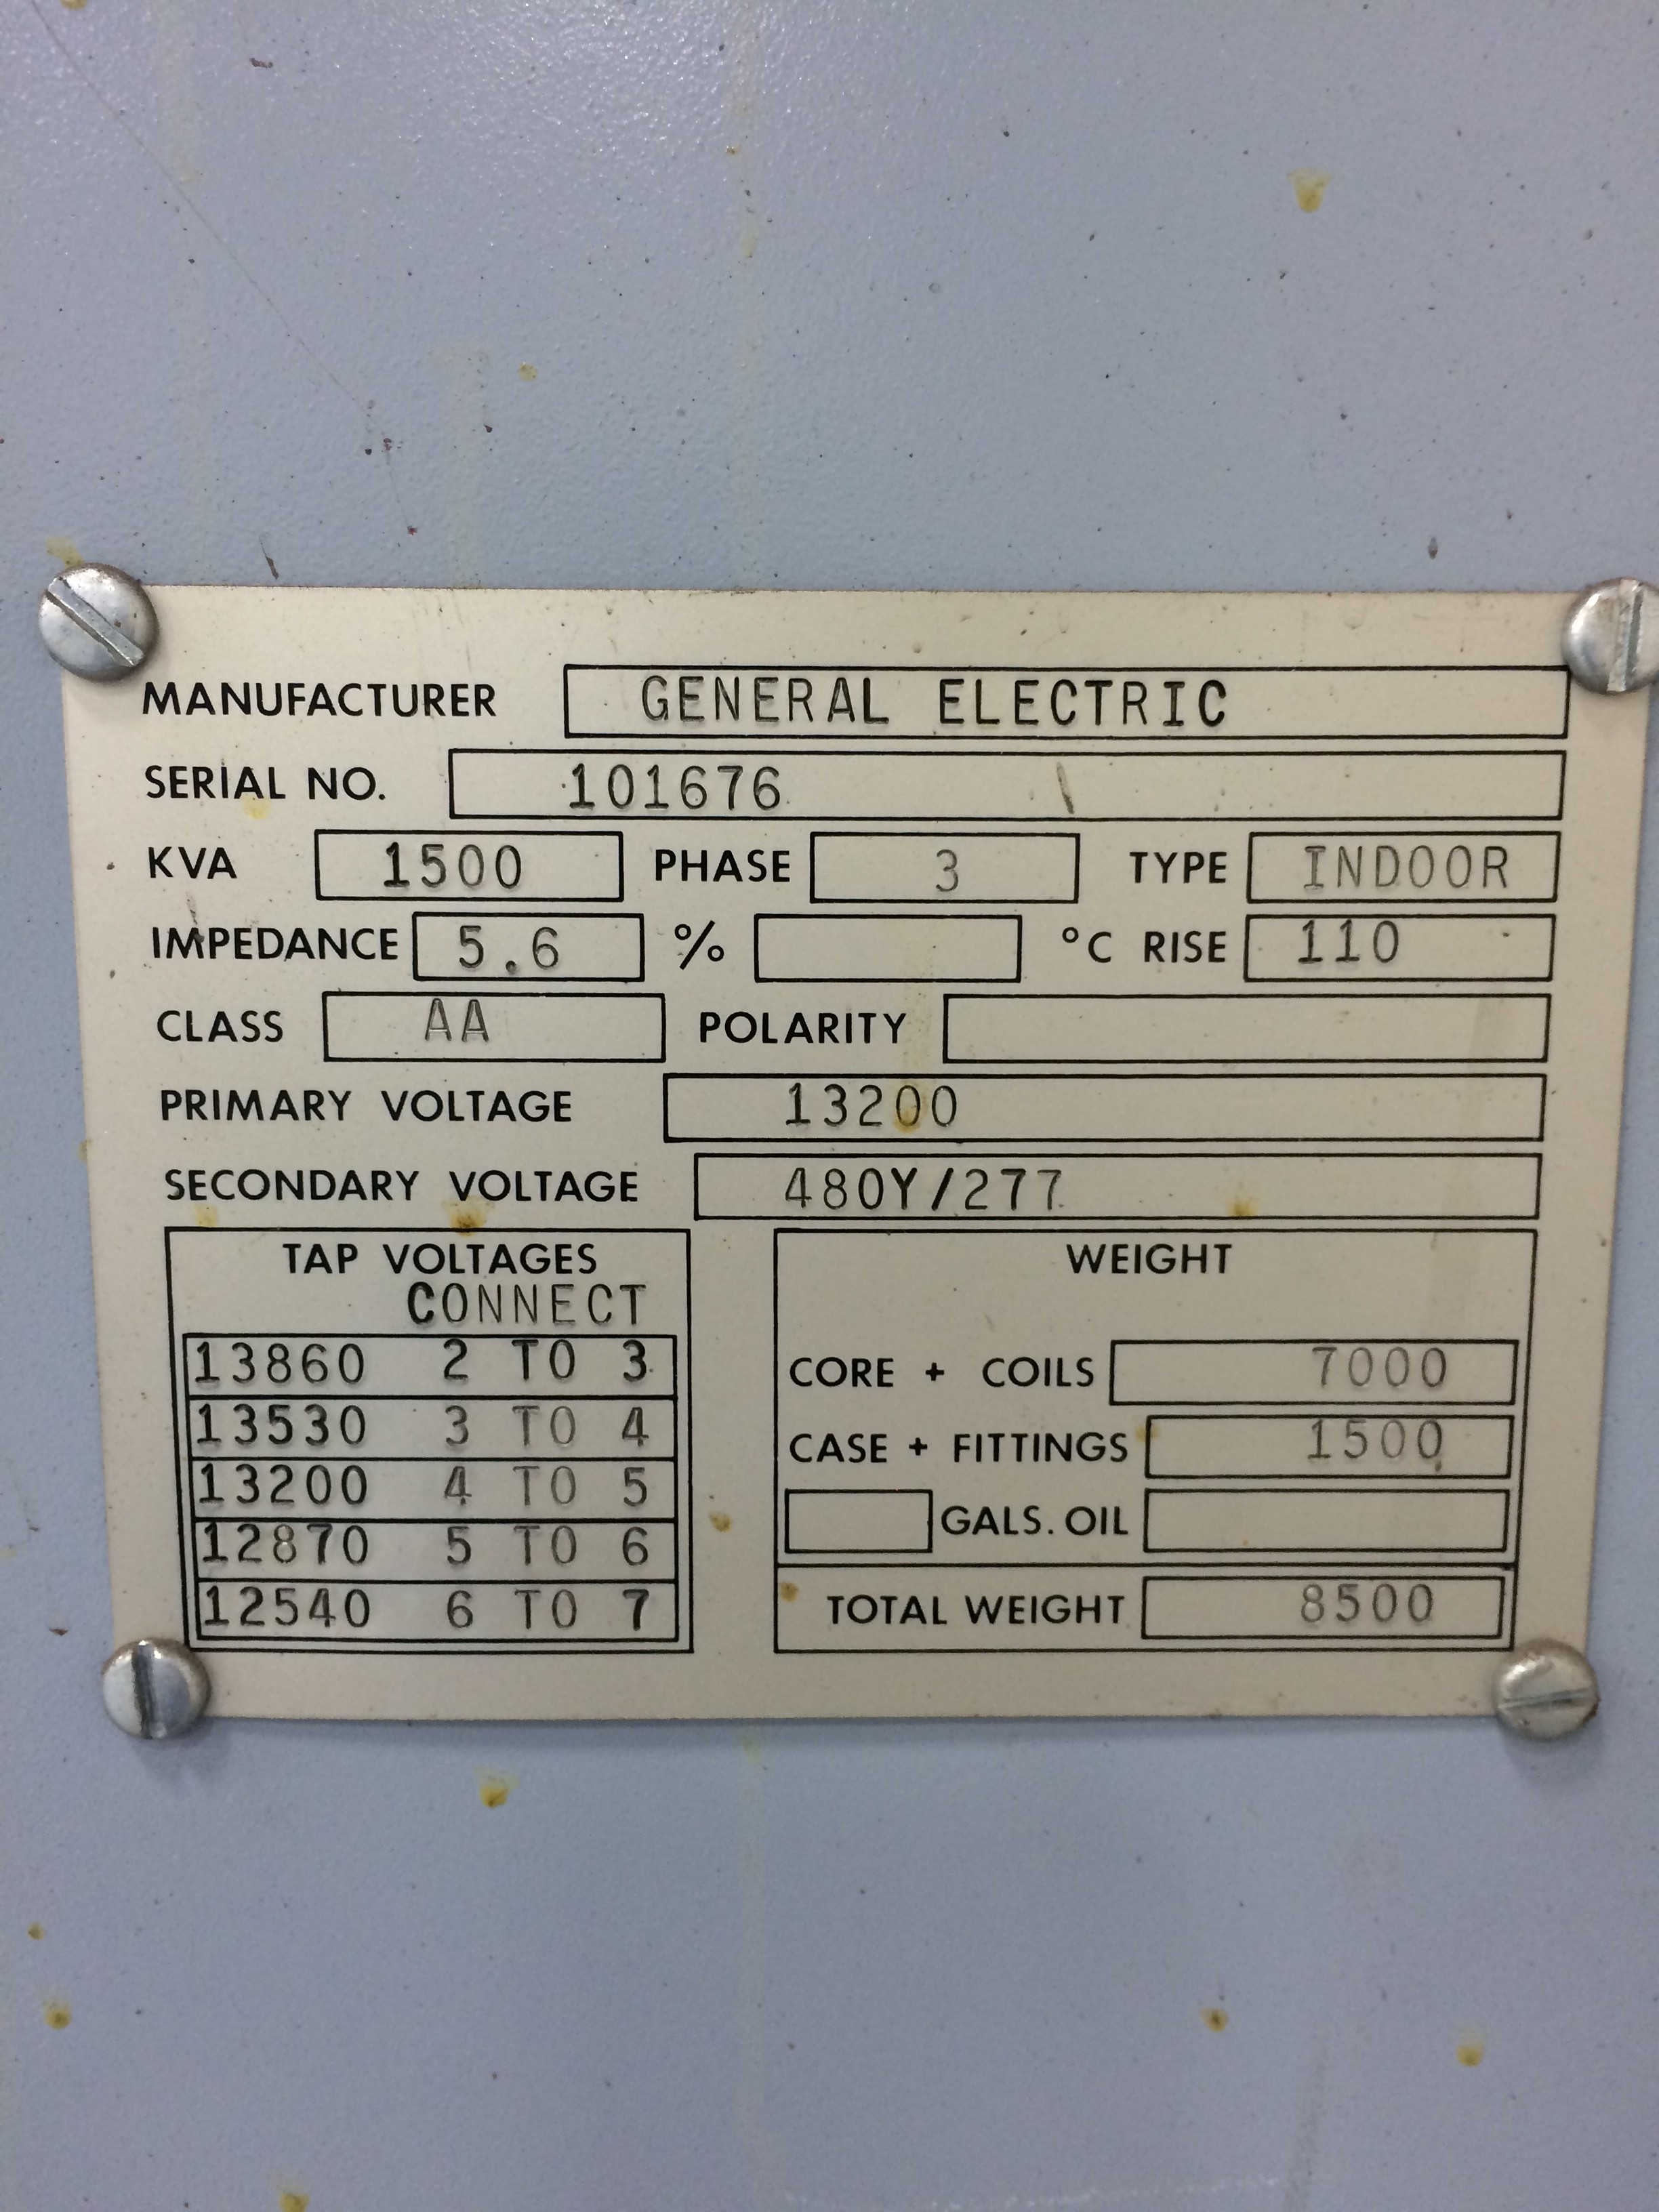 MANUFACTURER GENERAL ELECTRIC
SERIAL NO. 101676
KVA 1500 PHASE 3 TYPE INDOOR
IMPEDANCE 5.6 % °C RISE 110
CLASS AA POLARITY
PRIMARY VOLTAGE 13200
SECONDARY VOLTAGE 480Y/277
TAP VOLTAGES
CONNECT
13860 2 TO 3
13530 3 TO 4
13200 4 TO 5
12870 5 TO 6
12540 6 TO 7
WEIGHT
CORE + COILS 7000
CASE + FITTINGS 1500
GALS. OIL
TOTAL WEIGHT 8500